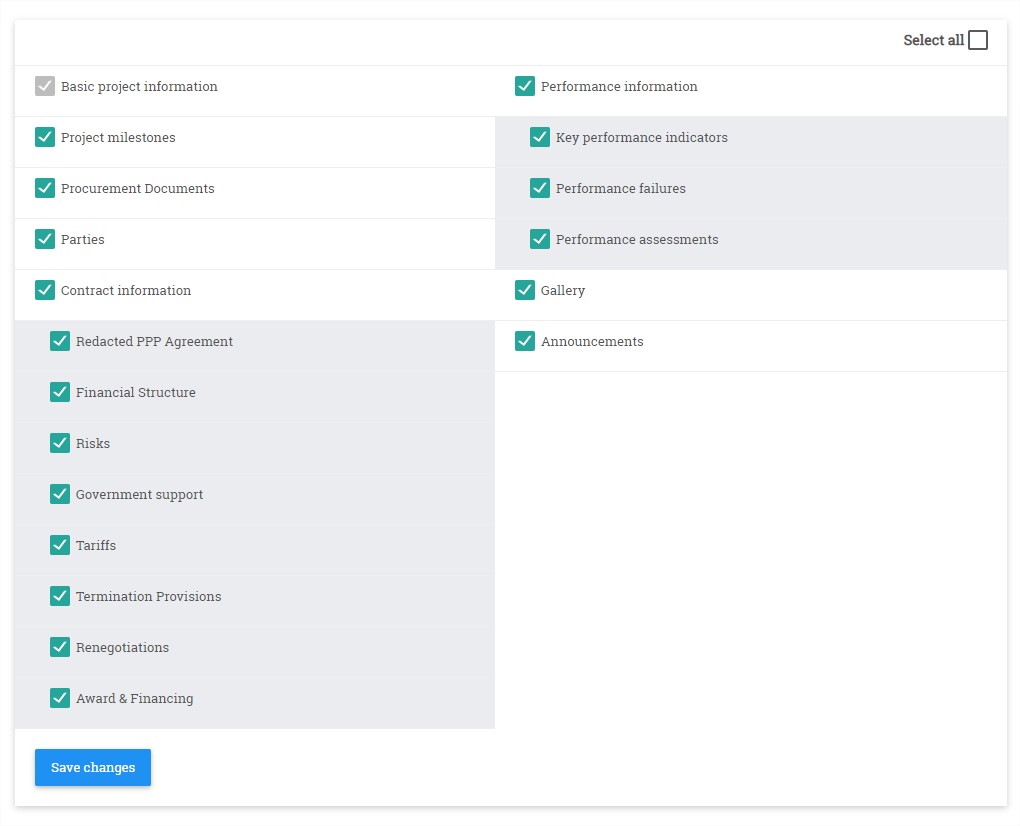 Select all
Basic project information
Project milestones
Procurement Documents
Parties
Contract information
Redacted PPP Agreement
Financial Structure
Risks
Government support
Tariffs
Termination Provisions
Renegotiations
Award & Financing
Performance information
Key performance indicators
Performance failures
Performance assessments
Gallery
Announcements
Save changes